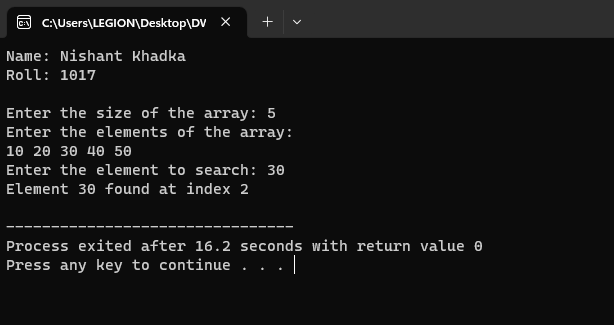 C:\Users\LEGION\Desktop\DV
Name: Nishant Khadka
Roll: 1017
Enter the size of the array: 5
Enter the elements of the array:
10 20 30 40 50
Enter the element to search: 30
Element 30 found at index 2
--------------------------------
Process exited after 16.2 seconds with return value 0
Press any key to continue . . .